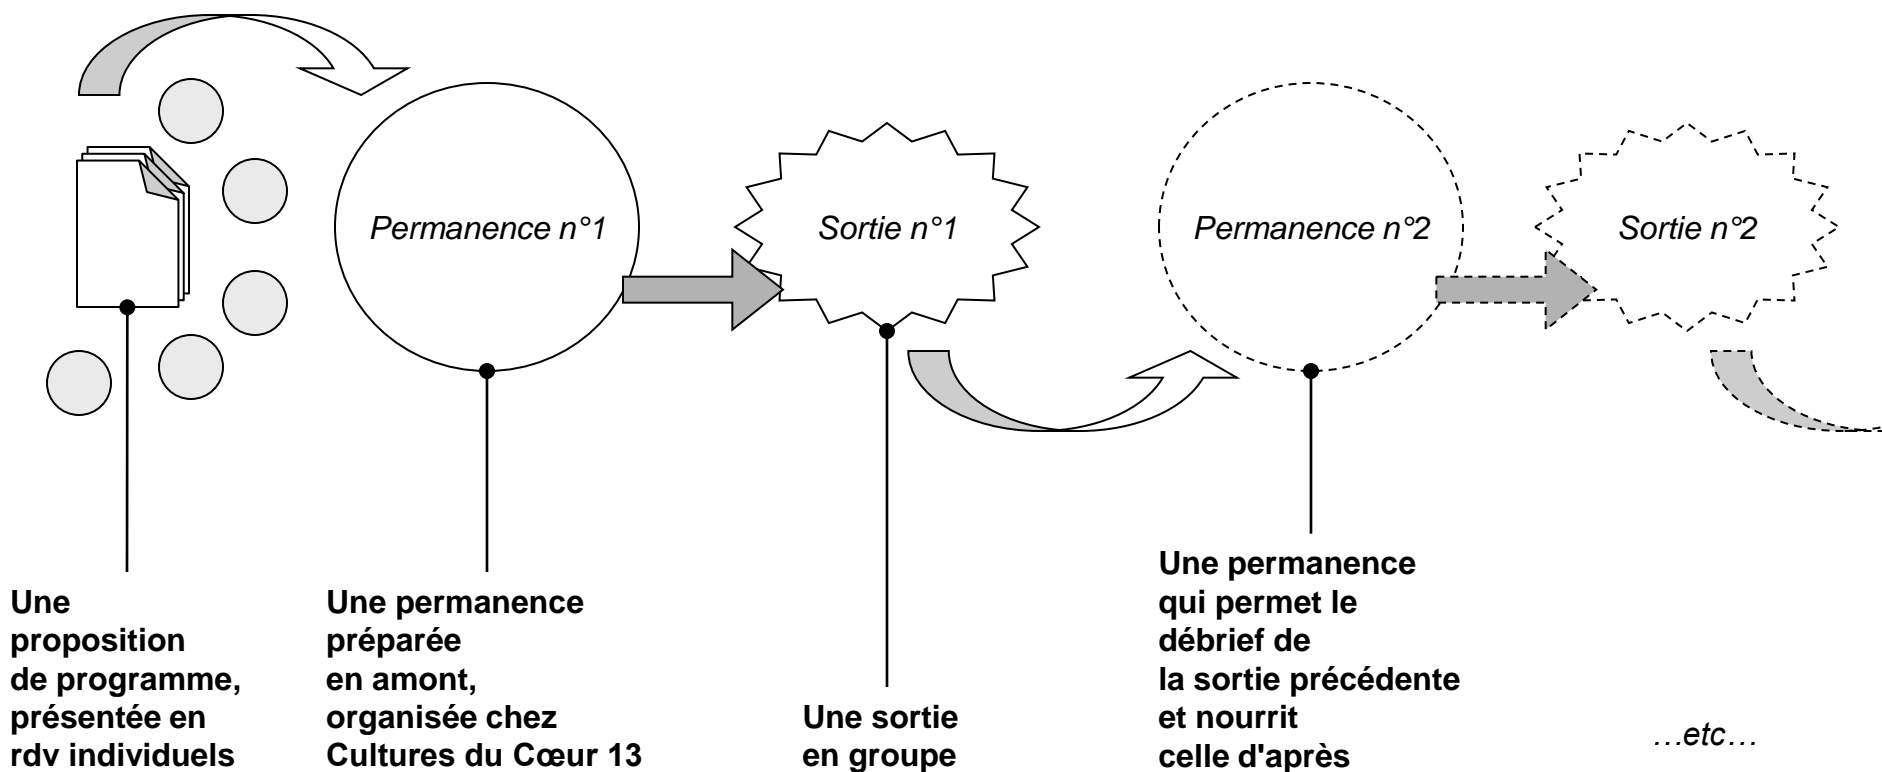 Permanence n°1
Sortie n°1
Permanence n°2
Sortie n°2
Une
proposition
de programme,
présentée en
rdv individuels
Une permanence
préparée
en amont,
organisée chez
Cultures du Cœur 13
Une sortie
en groupe
Une permanence
qui permet le
débrief de
la sortie précédente
et nourrit
celle d'après
…etc…